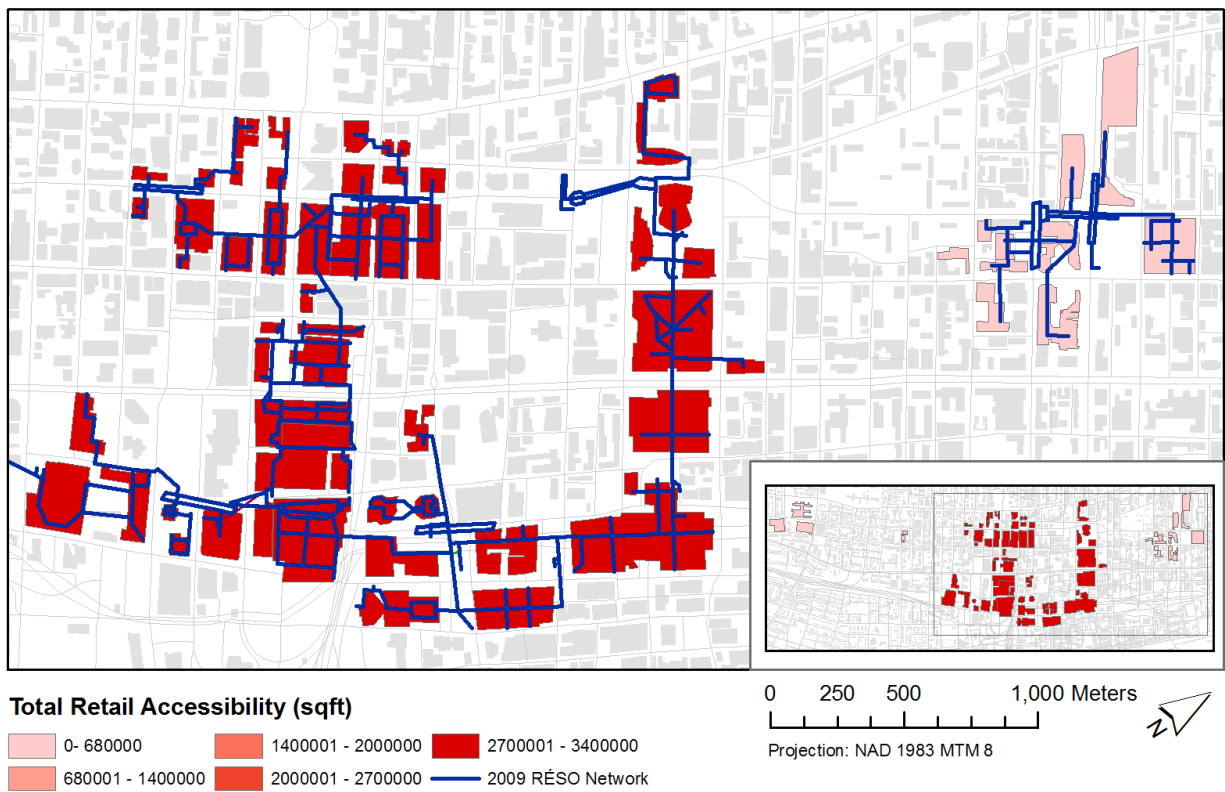 Total Retail Accessibility (sqft)
0- 680000
680001 - 1400000
1400001 - 2000000
2000001 - 2700000
2700001 - 3400000
2009 RÉSO Network
0 250 500 1,000 Meters
Projection: NAD 1983 MTM 8
N